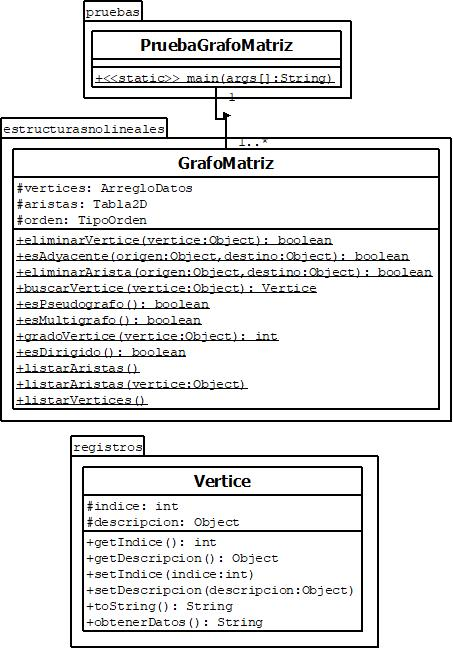 pruebas
PruebaGrafoMatriz
+<<static>> main(args[]:String)
1
1..*
estructurasnolineales
GrafoMatriz
#vertices: ArregloDatos
#aristas: Tabla2D
#orden: TipoOrden
+eliminarVertice(vertice:Object): boolean
+esAdyacente(origen:Object,destino:Object): boolean
+eliminarArista(origen:Object,destino:Object): boolean
+buscarVertice(vertice:Object): Vertice
+esPseudografo(): boolean
+esMultigrafo(): boolean
+gradoVertice(vertice:Object): int
+esDirigido(): boolean
+listarAristas()
+listarAristas(vertice:Object)
+listarVertices()
registros
Vertice
#indice: int
#descripcion: Object
+getIndice(): int
+getDescripcion(): Object
+setIndice(indice:int)
+setDescripcion(descripcion:Object)
+toString(): String
+obtenerDatos(): String